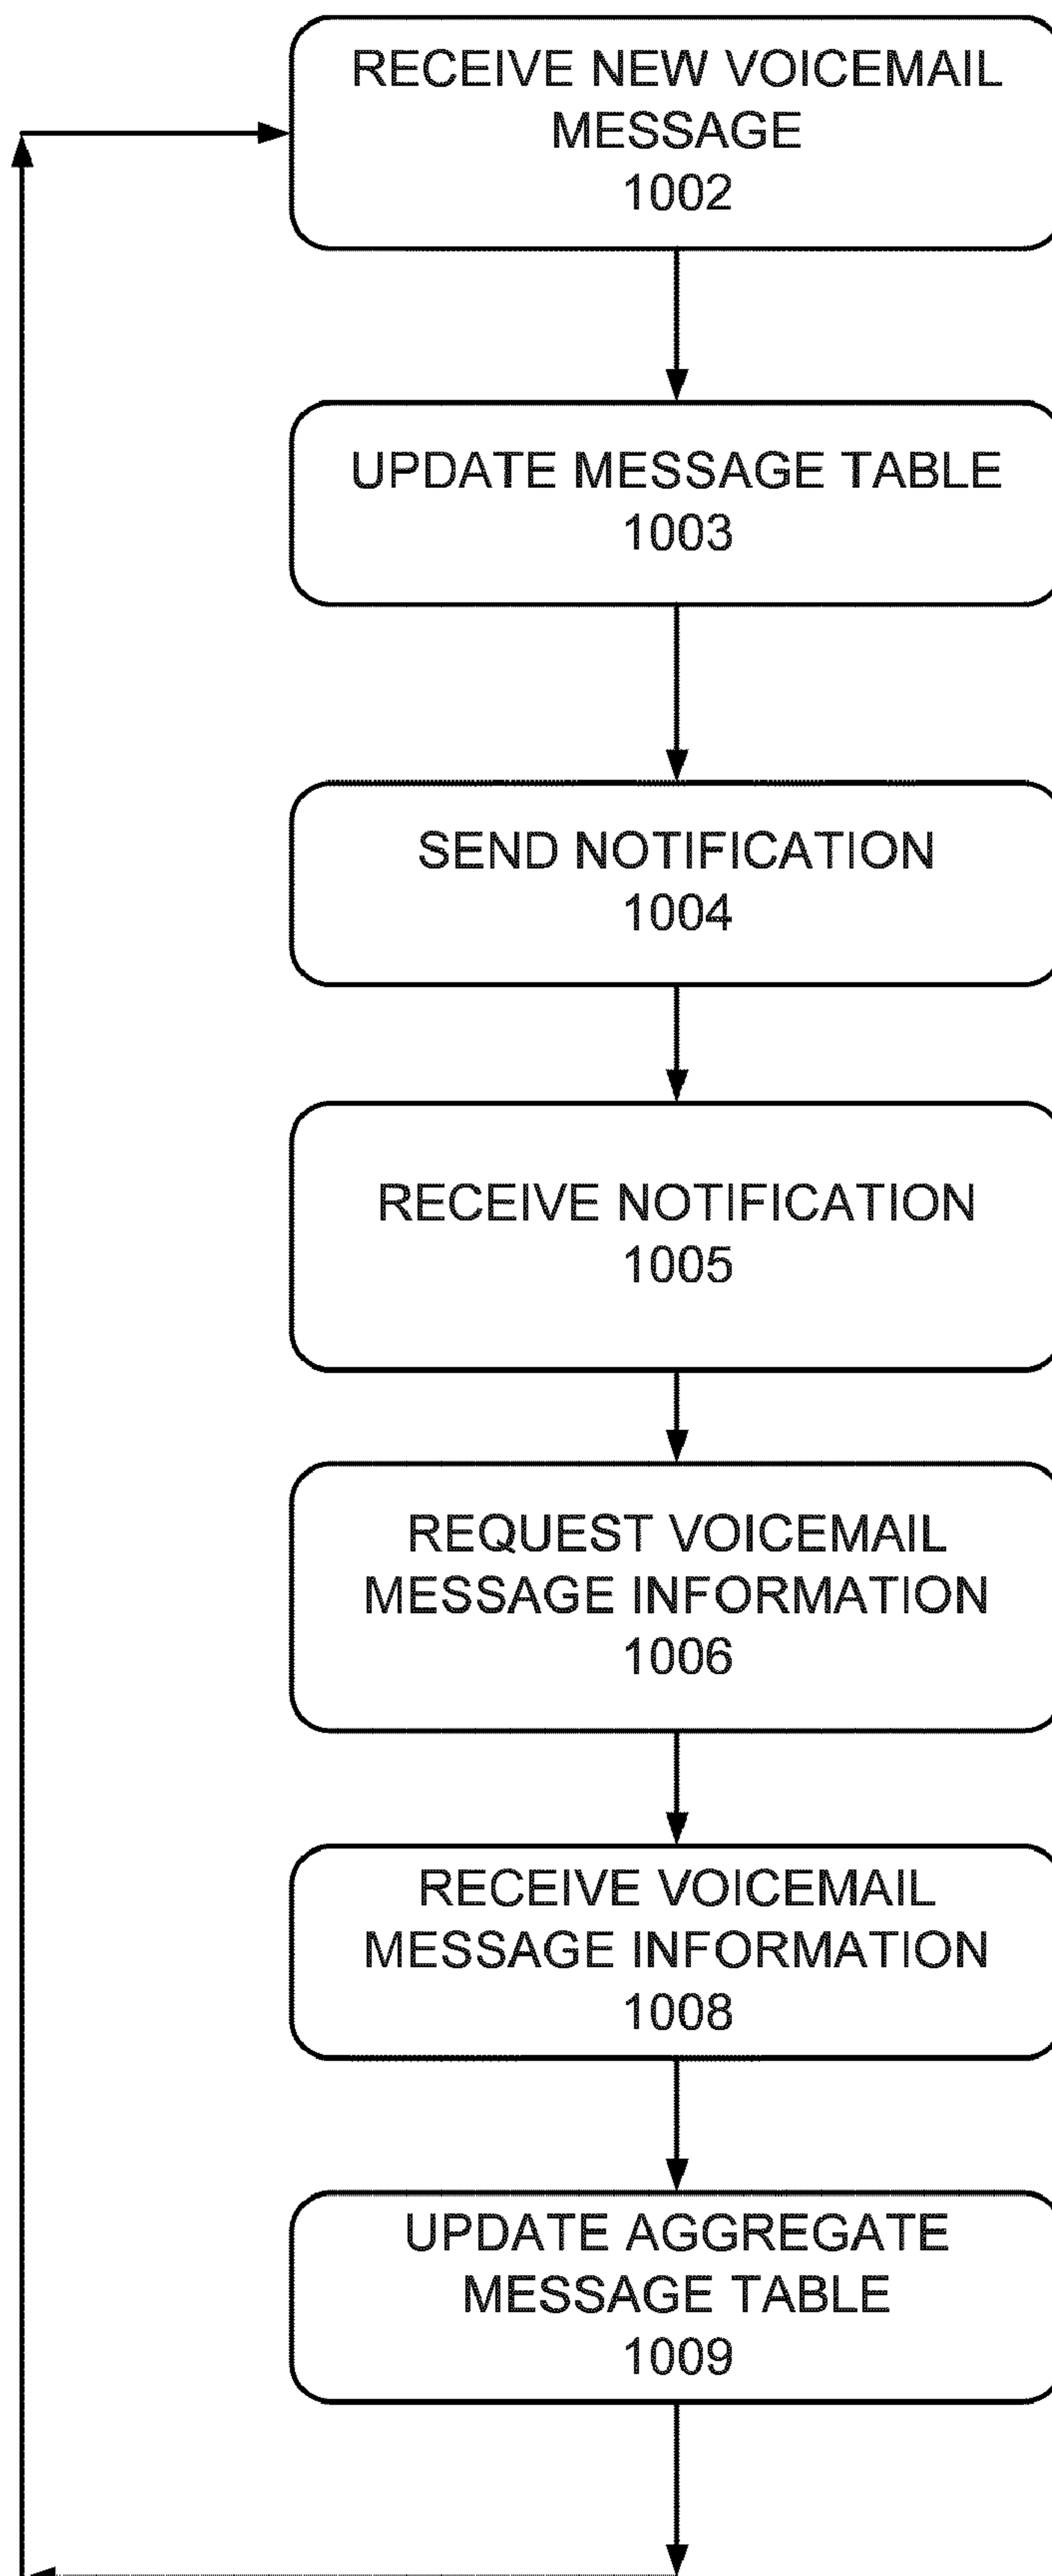 RECEIVE NEW VOICEMAIL
MESSAGE
1002
UPDATE MESSAGE TABLE
1003
SEND NOTIFICATION
1004
RECEIVE NOTIFICATION
1005
REQUEST VOICEMAIL
MESSAGE INFORMATION
1006
RECEIVE VOICEMAIL
MESSAGE INFORMATION
1008
UPDATE AGGREGATE
MESSAGE TABLE
1009